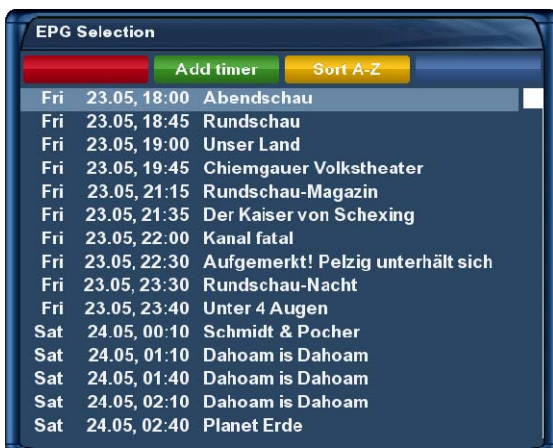 EPG Selection
Add timer Sort A-Z
Fri 23.05, 18:00 Abendschau
Fri 23.05, 18:45 Rundschau
Fri 23.05, 19:00 Unser Land
Fri 23.05, 19:45 Chiemgauer Volkstheater
Fri 23.05, 21:15 Rundschau-Magazin
Fri 23.05, 21:35 Der Kaiser von Schexing
Fri 23.05, 22:00 Kanal fatal
Fri 23.05, 22:30 Aufgemerkt! Pelzig unterhält sich
Fri 23.05, 23:30 Rundschau-Nacht
Fri 23.05, 23:40 Unter 4 Augen
Sat 24.05, 00:10 Schmidt & Pocher
Sat 24.05, 01:10 Dahoam is Dahoam
Sat 24.05, 01:40 Dahoam is Dahoam
Sat 24.05, 02:10 Dahoam is Dahoam
Sat 24.05, 02:40 Planet Erde